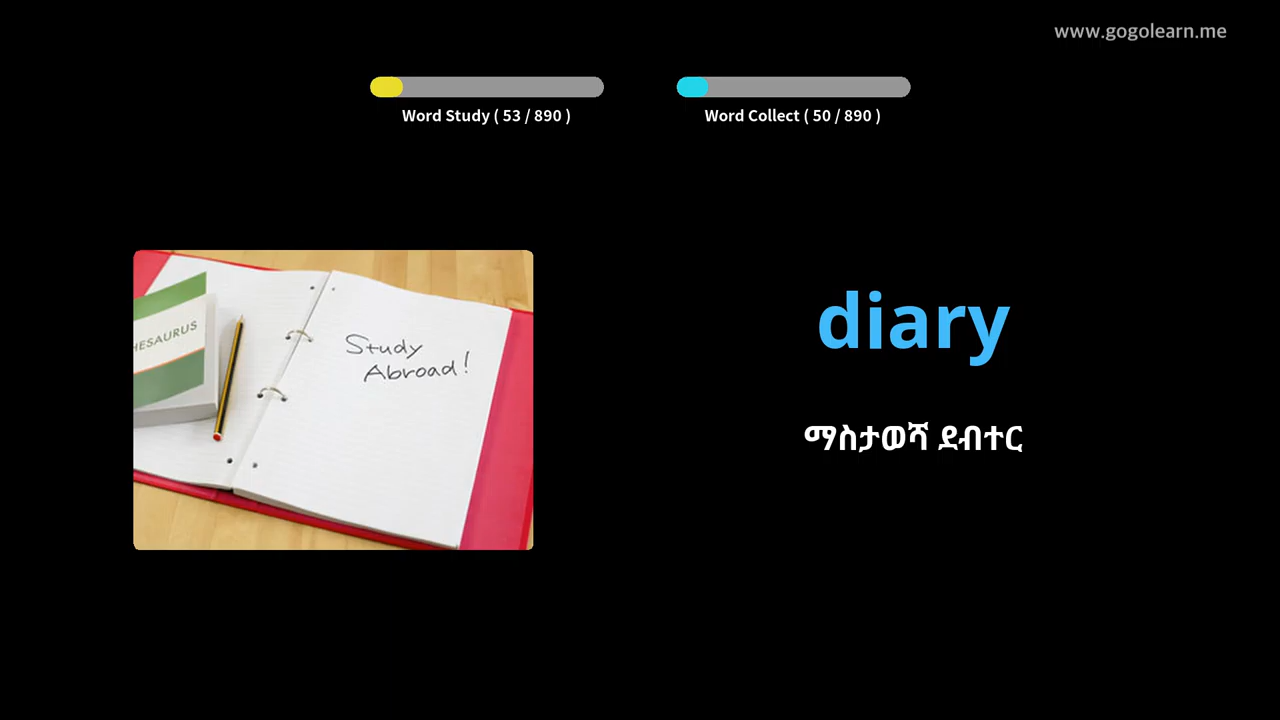 www.gogolearn.me
Word Study ( 53 / 890 )
Word Collect ( 50 / 890 )
HESAURUS
Study
Abroad!
diary
ማስታወሻ ደብተር